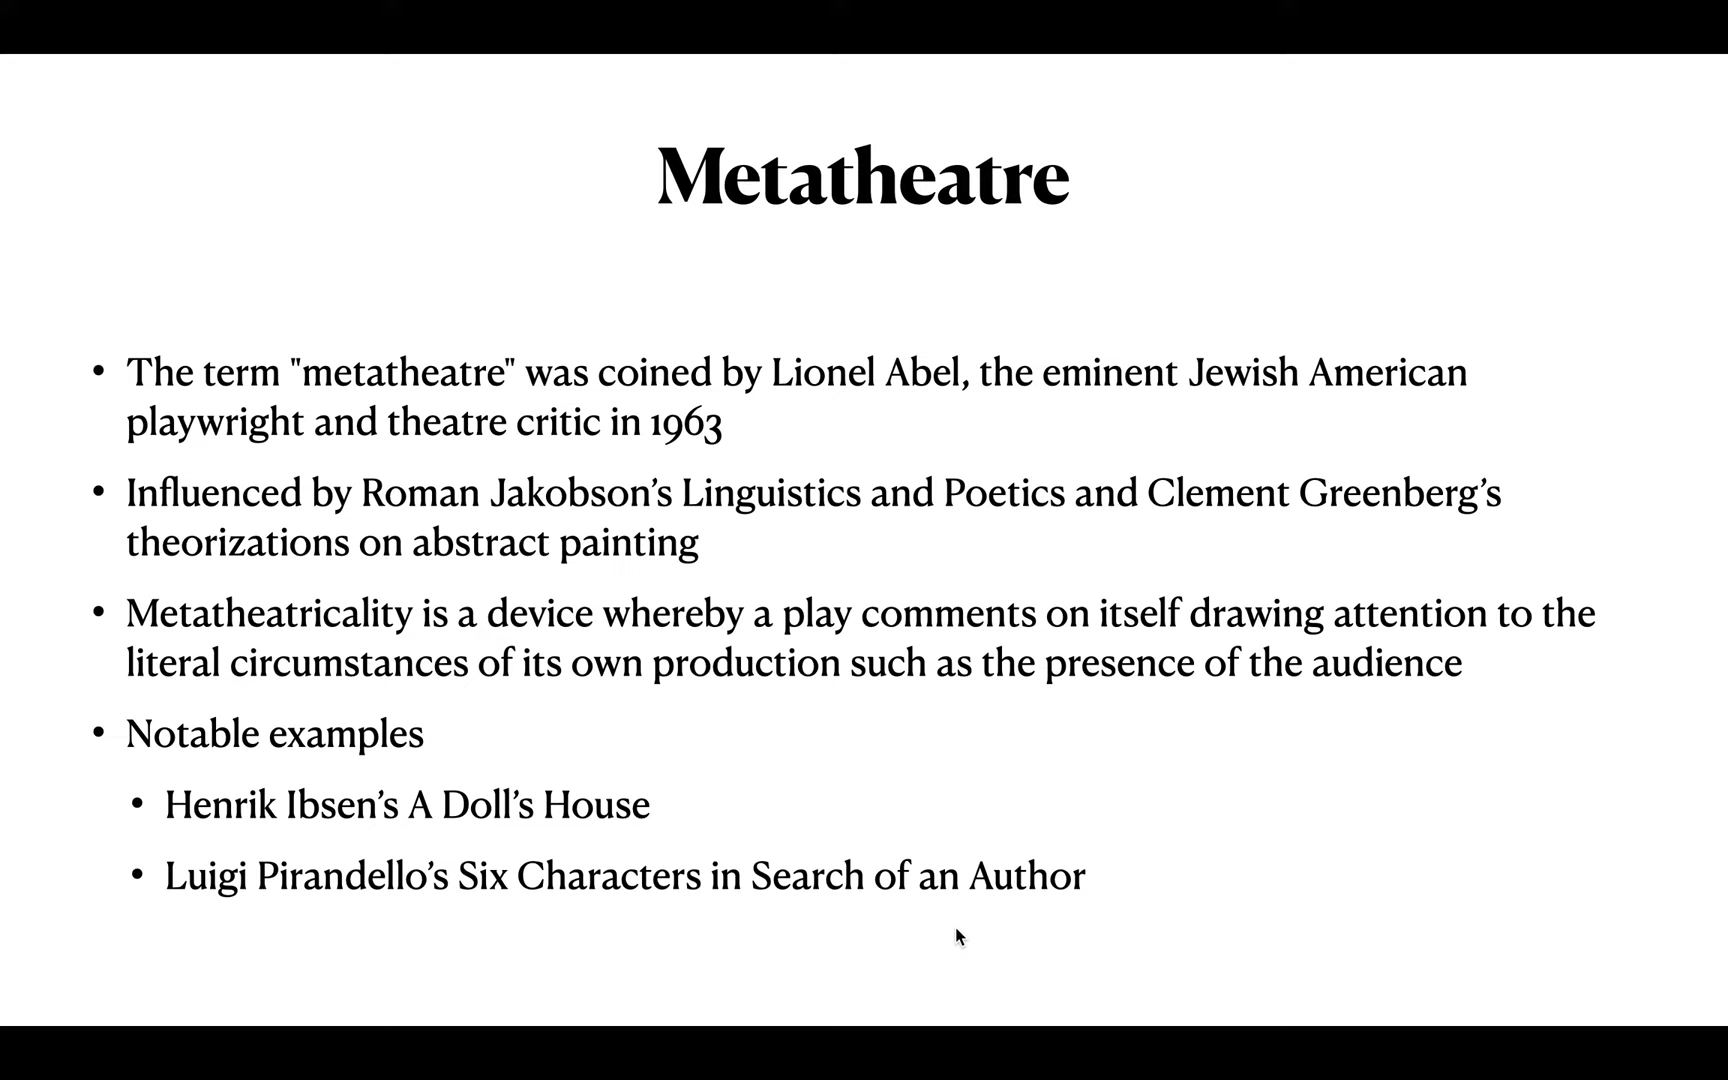 Metatheatre
• The term "metatheatre" was coined by Lionel Abel, the eminent Jewish American
playwright and theatre critic in 1963
• Influenced by Roman Jakobson’s Linguistics and Poetics and Clement Greenberg’s
theorizations on abstract painting
• Metatheatricality is a device whereby a play comments on itself drawing attention to the
literal circumstances of its own production such as the presence of the audience
• Notable examples
• Henrik Ibsen’s A Doll’s House
• Luigi Pirandello’s Six Characters in Search of an Author